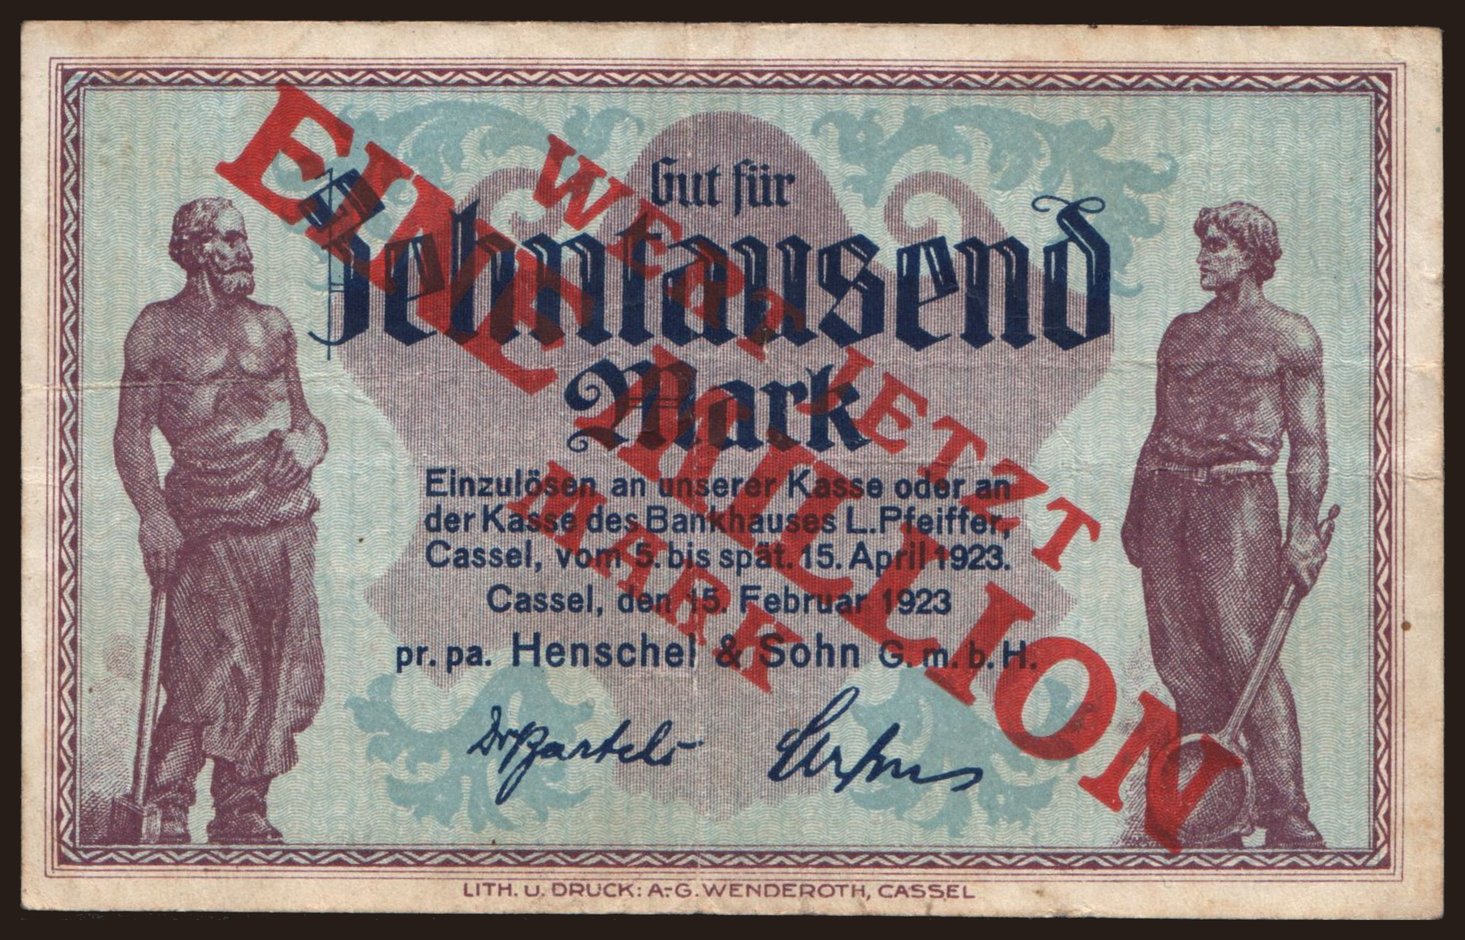 Gut für
Zehntausend
Mark
Einzulösen an unserer Kasse oder an
der Kasse des Bankhauses L. Pfeiffer,
Cassel, vom 5. bis spät. 15. April 1923.
Cassel, den 15. Februar 1923
pr. pa. Henschel & Sohn G. m. b. H.
Dr Bartels
WERT JETZT
EINE MILLION
MARK
LITH. U. DRUCK: A.-G. WENDEROTH, CASSEL